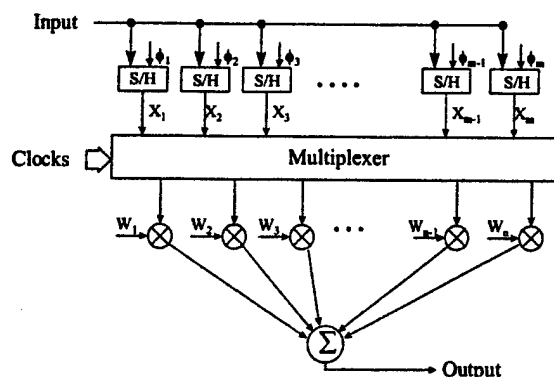 Input
ϕ1 ϕ2 ϕ3 ϕm-1 ϕm
S/H S/H S/H .... S/H S/H
X1 X2 X3 Xm-1 Xm
Clocks Multiplexer
W1 W2 W3 ... Wn-1 Wn
Σ
Output